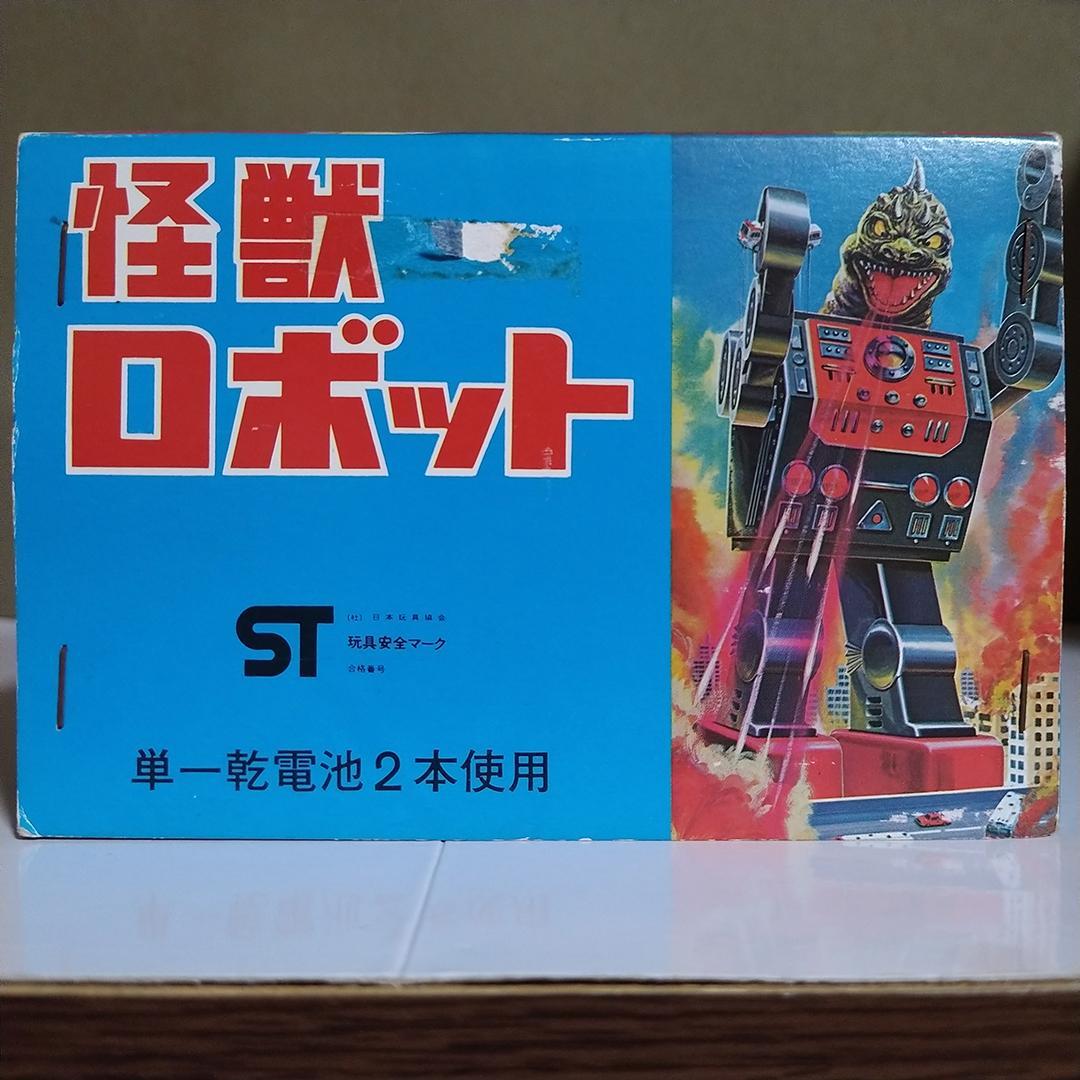 怪獣
ロボット
ST
(社) 日本玩具協会
玩具安全マーク
合格番号
単一乾電池2本使用